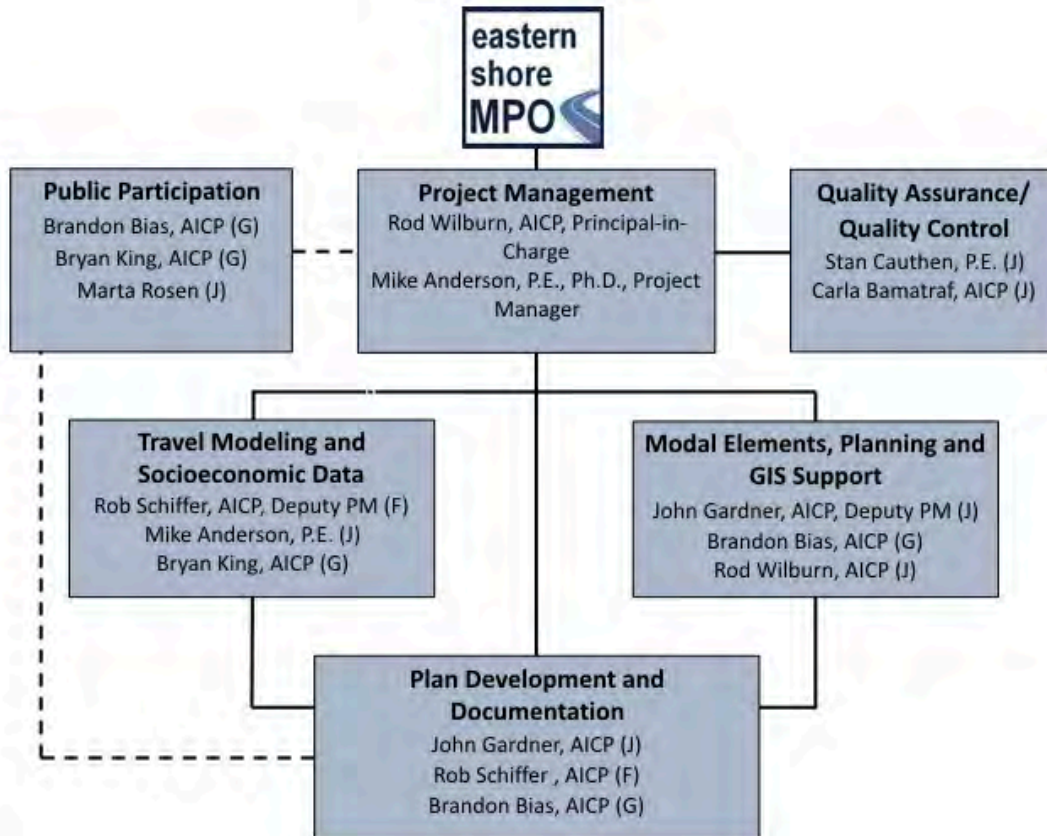 eastern
shore
MPO
Public Participation
Brandon Bias, AICP (G)
Bryan King, AICP (G)
Marta Rosen (J)
Project Management
Rod Wilburn, AICP, Principal-in-
Charge
Mike Anderson, P.E., Ph.D., Project
Manager
Quality Assurance/
Quality Control
Stan Cauthen, P.E. (J)
Carla Bamatraf, AICP (J)
Travel Modeling and
Socioeconomic Data
Rob Schiffer, AICP, Deputy PM (F)
Mike Anderson, P.E. (J)
Bryan King, AICP (G)
Modal Elements, Planning and
GIS Support
John Gardner, AICP, Deputy PM (J)
Brandon Bias, AICP (G)
Rod Wilburn, AICP (J)
Plan Development and
Documentation
John Gardner, AICP (J)
Rob Schiffer , AICP (F)
Brandon Bias, AICP (G)